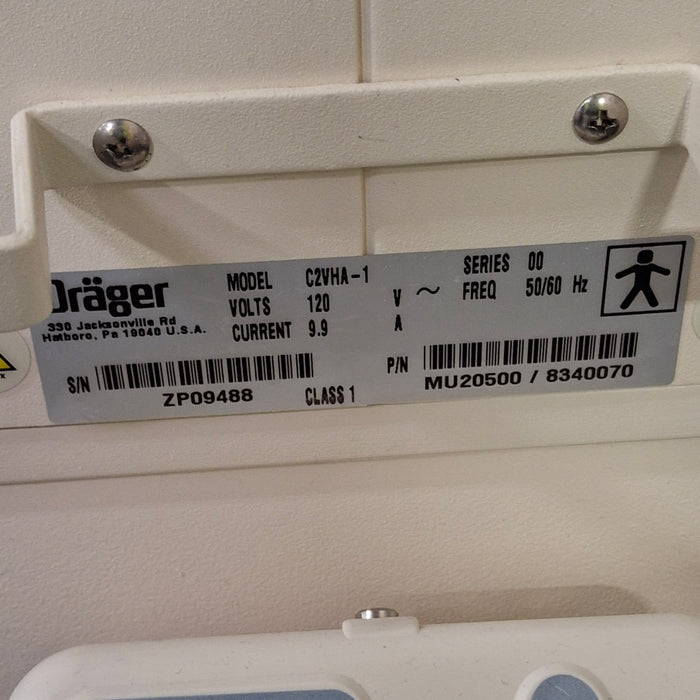 Dräger
330 Jacksonville Rd
Hatboro, Pa 19040 U.S.A.
MODEL C2VHA-1
VOLTS 120 V ~
CURRENT 9.9 A
SERIES 00
FREQ 50/60 Hz
S/N
ZP09488
CLASS 1
P/N
MU20500 / 8340070